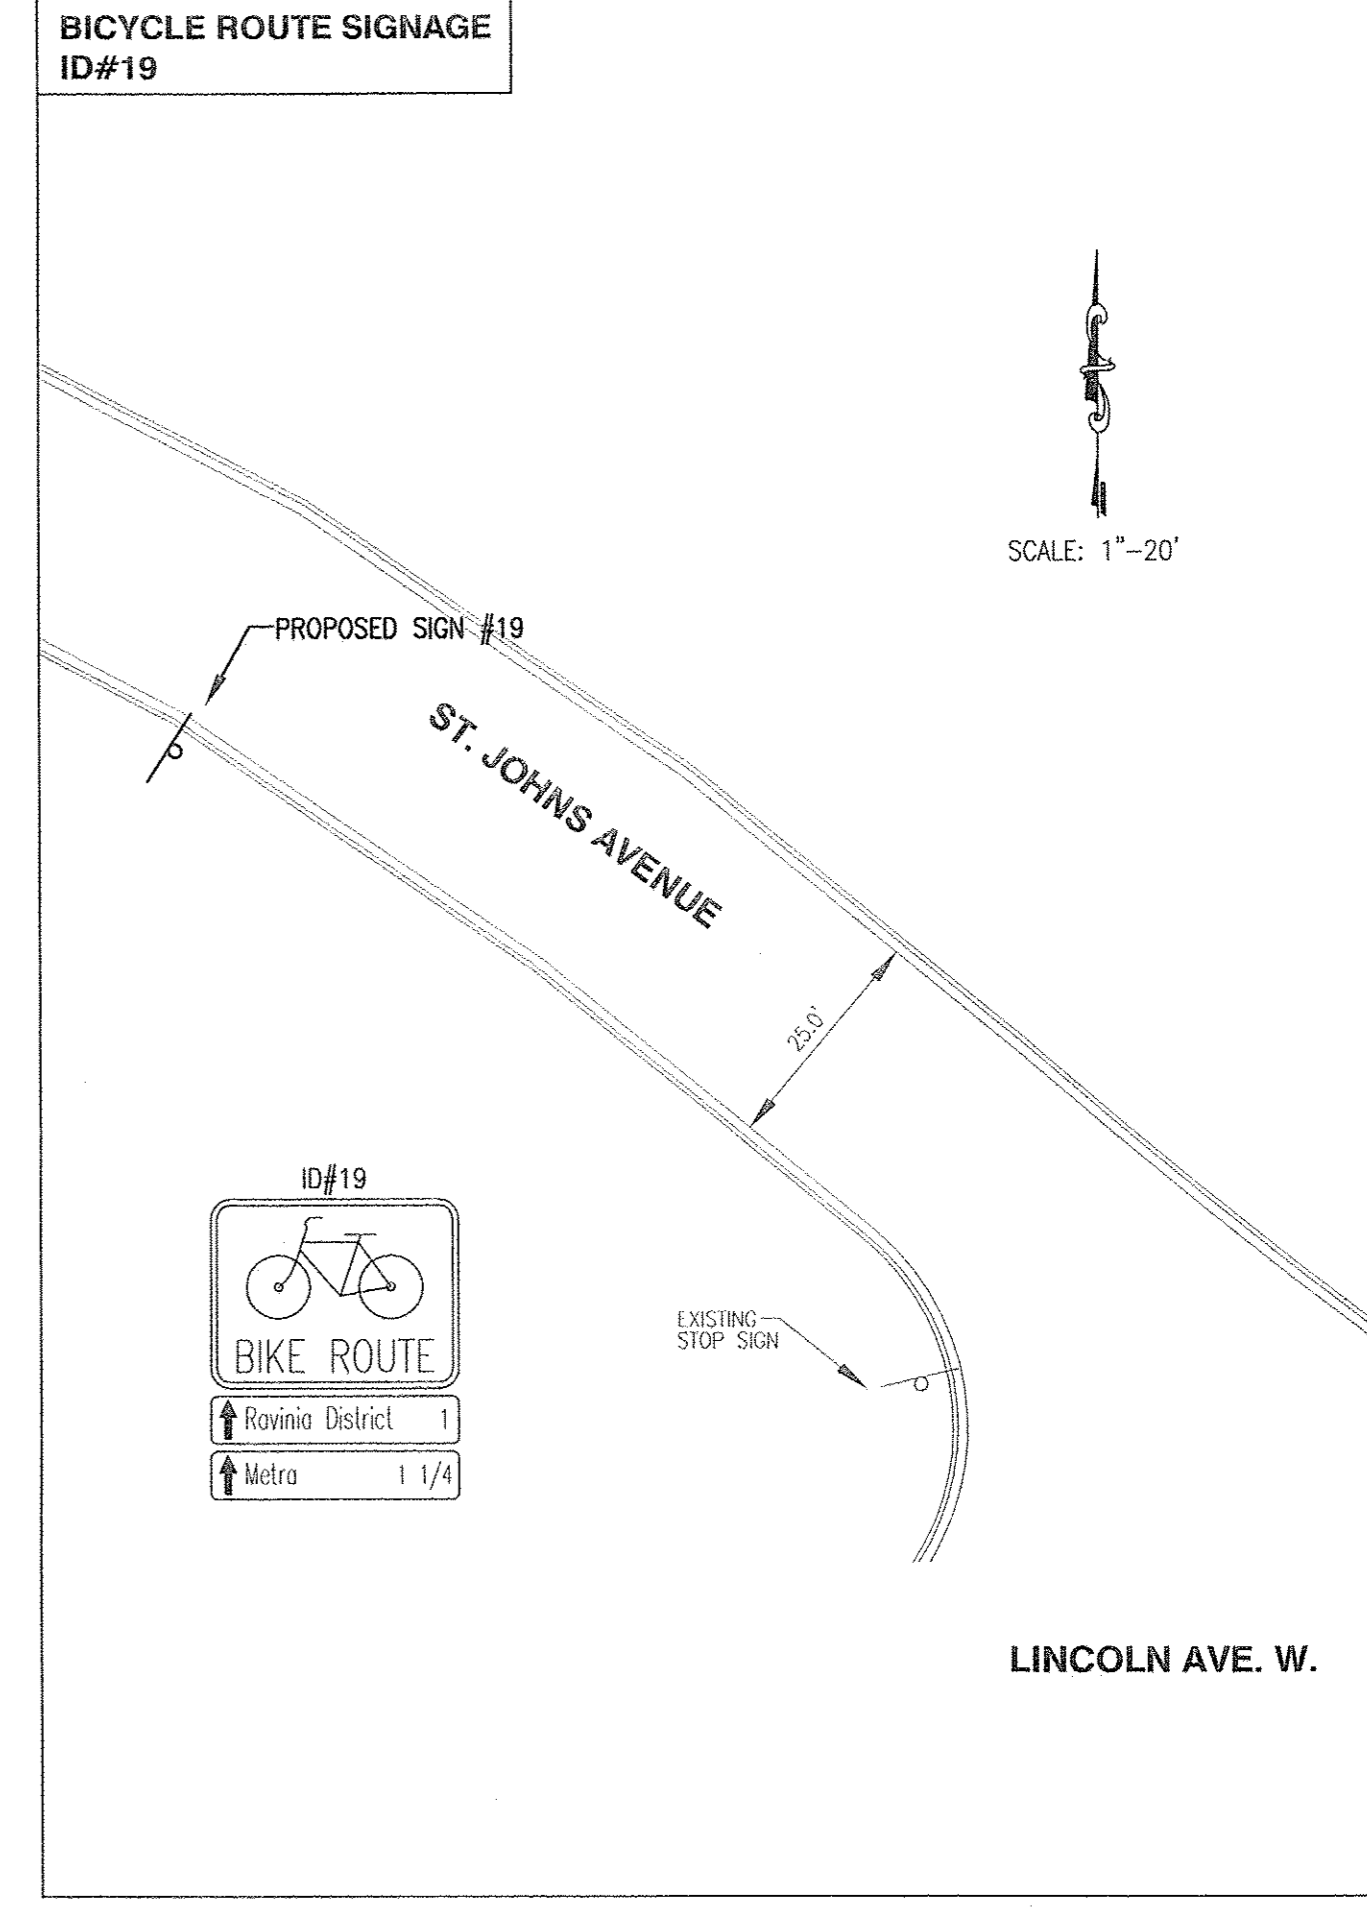 BICYCLE ROUTE SIGNAGE
ID#19
SCALE: 1"-20'
PROPOSED SIGN #19
ST. JOHNS AVENUE
25.0'
ID#19
BIKE ROUTE
Ravinia District 1
Metra 1 1/4
EXISTING
STOP SIGN
LINCOLN AVE. W.